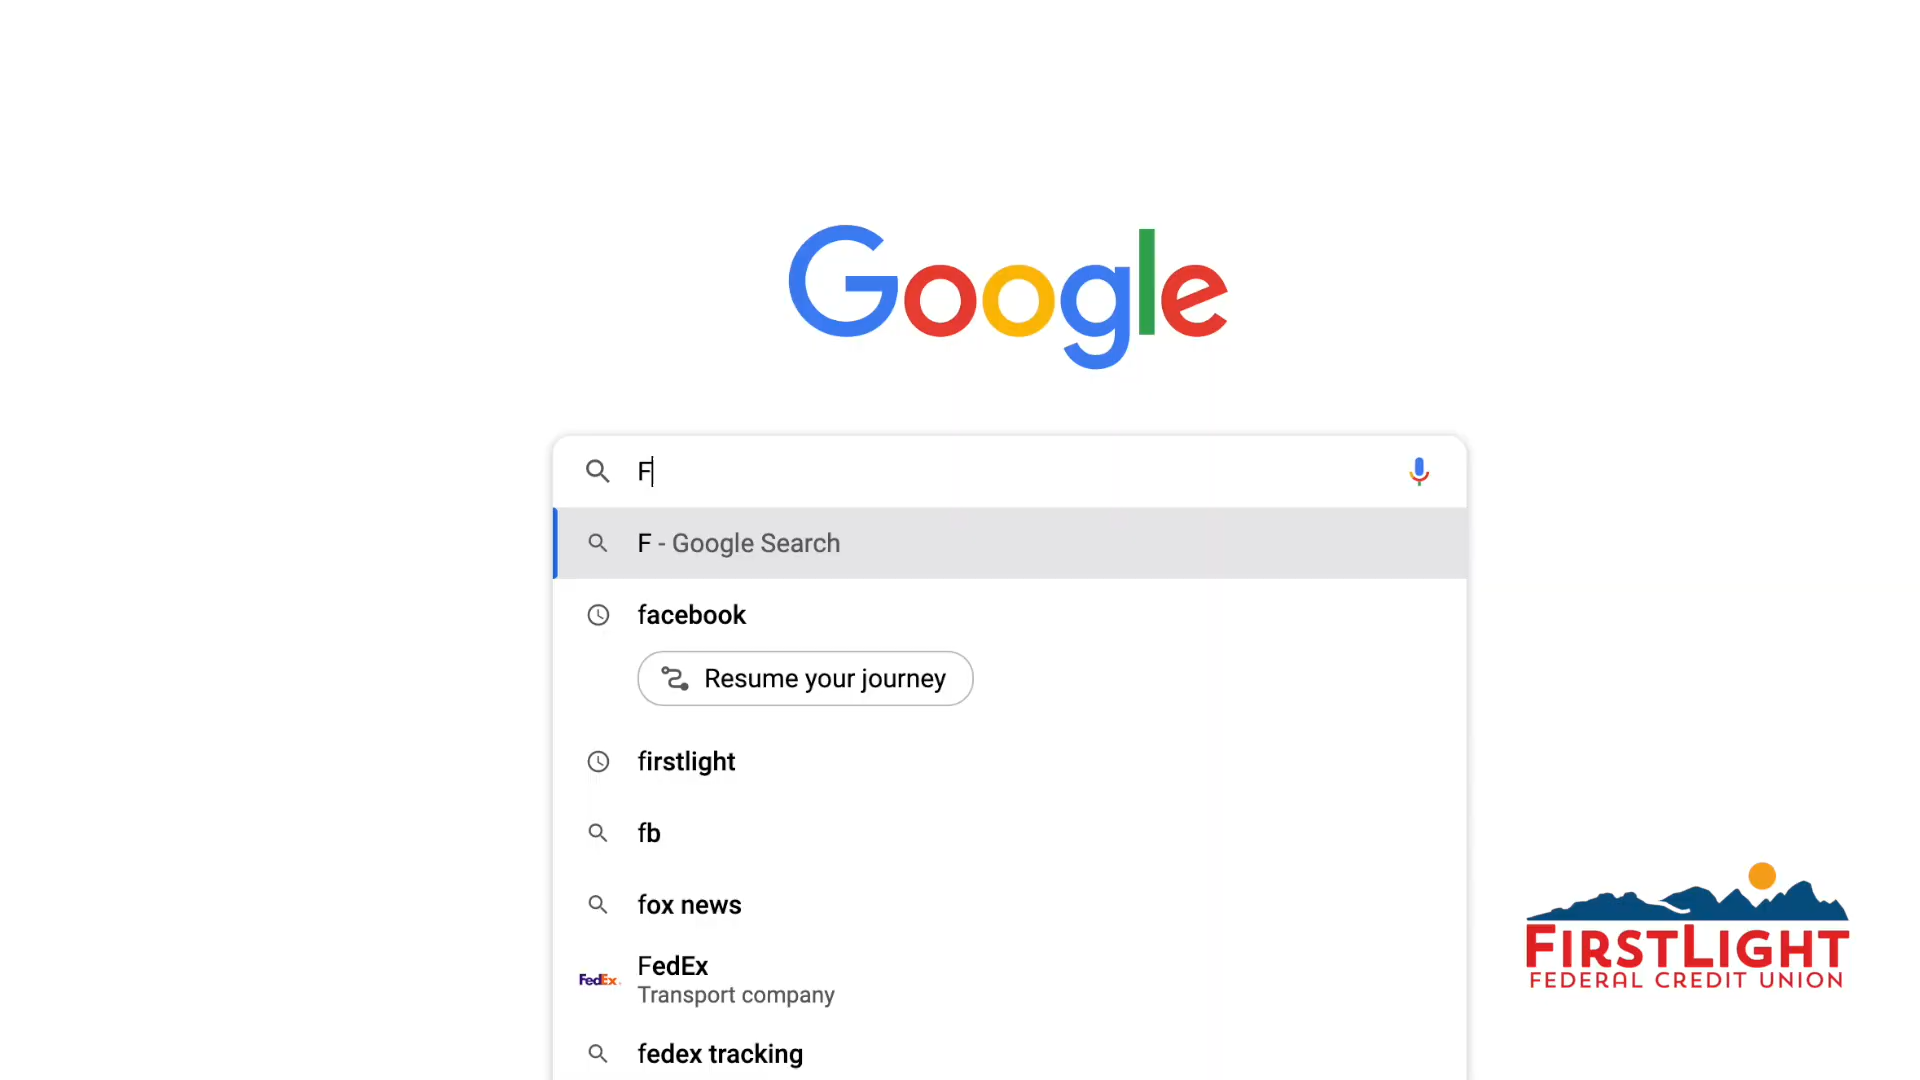 Google
F
F - Google Search
facebook
Resume your journey
firstlight
fb
fox news
FedEx
FedEx
Transport company
fedex tracking
FIRSTLIGHT
FEDERAL CREDIT UNION